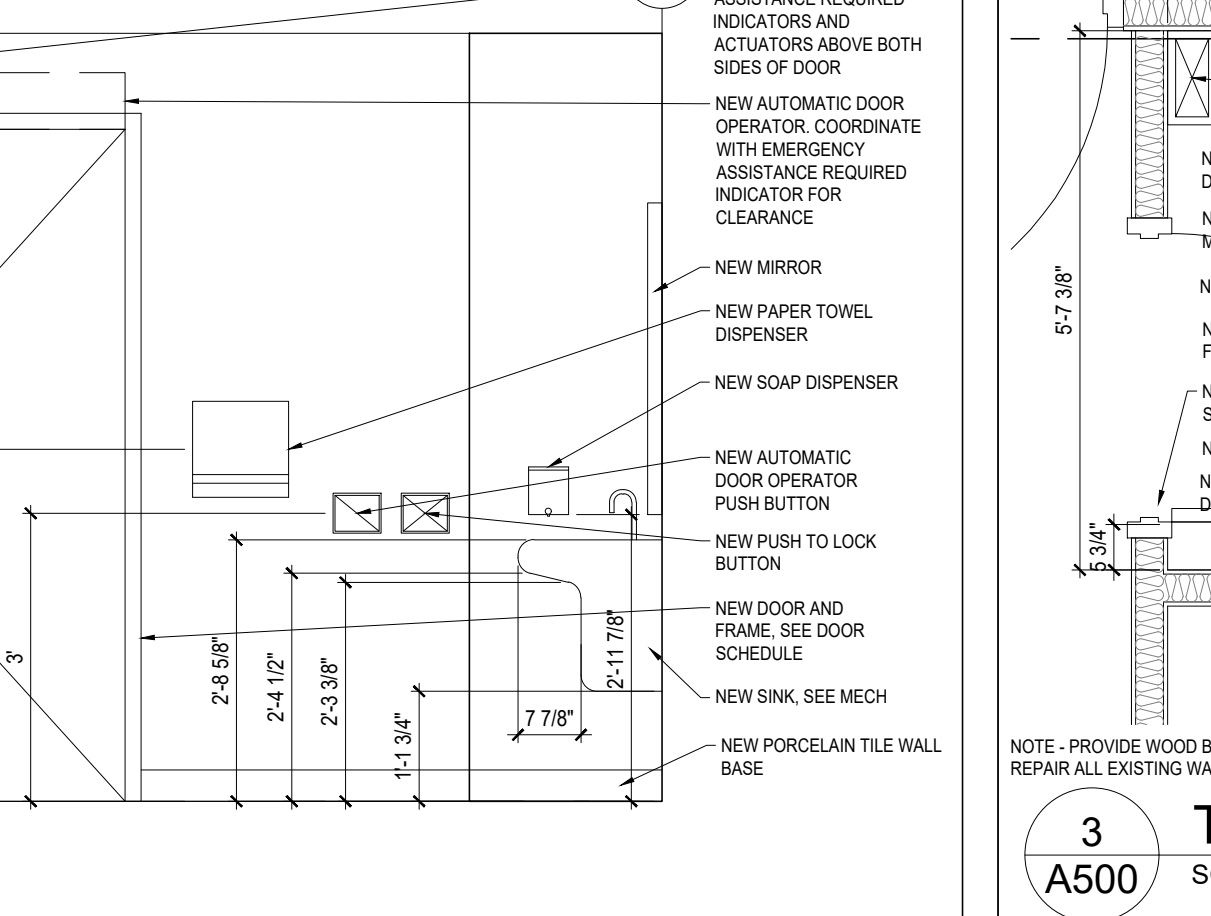 ASSISTANCE REQUIRED
INDICATORS AND
ACTUATORS ABOVE BOTH
SIDES OF DOOR
NEW AUTOMATIC DOOR
OPERATOR. COORDINATE
WITH EMERGENCY
ASSISTANCE REQUIRED
INDICATOR FOR
CLEARANCE
NEW MIRROR
NEW PAPER TOWEL
DISPENSER
NEW SOAP DISPENSER
NEW AUTOMATIC
DOOR OPERATOR
PUSH BUTTON
NEW PUSH TO LOCK
BUTTON
NEW DOOR AND
FRAME, SEE DOOR
SCHEDULE
NEW SINK, SEE MECH
NEW PORCELAIN TILE WALL
BASE
3'
2'-8 5/8"
2'-4 1/2"
2'-3 3/8"
1'-1 3/4"
7 7/8"
2'-11 7/8"
5'-7 3/8"
5 3/4"
N
D
N
M
N
N
F
N
S
N
N
D
NOTE - PROVIDE WOOD B
REPAIR ALL EXISTING WA
3
A500
T
S